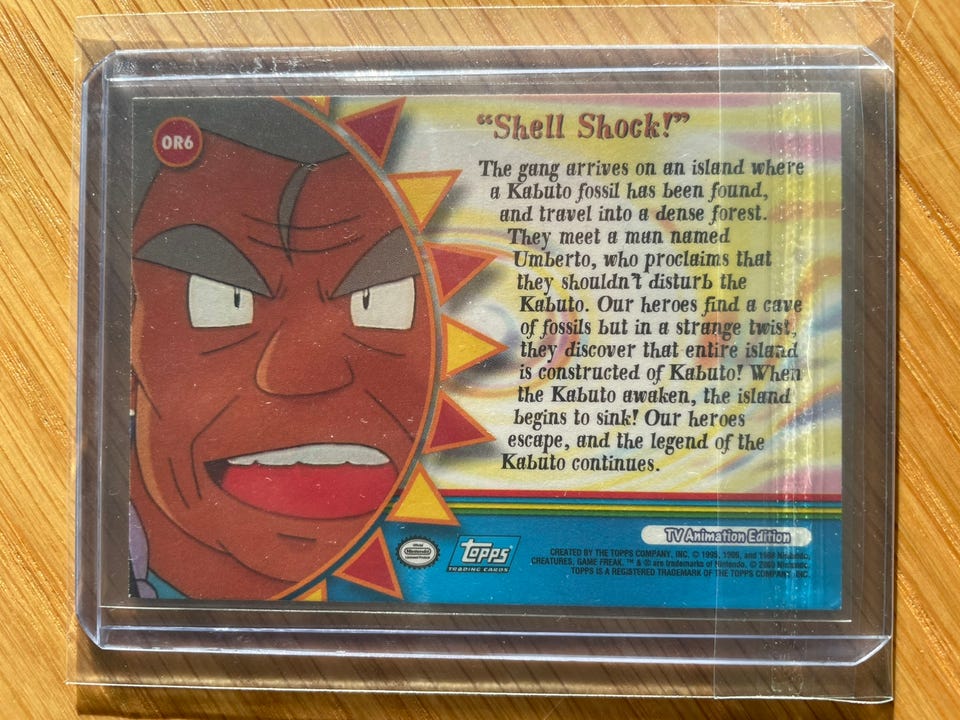 OR6
"Shell Shock!"
The gang arrives on an island where
a Kabuto fossil has been found,
and travel into a dense forest.
They meet a man named
Umberto, who proclaims that
they shouldn't disturb the
Kabuto. Our heroes find a cave
of fossils but in a strange twist,
they discover that entire island
is constructed of Kabuto! When
the Kabuto awaken, the island
begins to sink! Our heroes
escape, and the legend of the
Kabuto continues.
TV Animation Edition
Nintendo
Topps
TRADING CARDS
CREATED BY THE TOPPS COMPANY, INC. © 1995, 1996, and 1998 Nintendo,
CREATURES, GAME FREAK. ™ & ® are trademarks of Nintendo. © 2000 Nintendo.
TOPPS IS A REGISTERED TRADEMARK OF THE TOPPS COMPANY, INC.